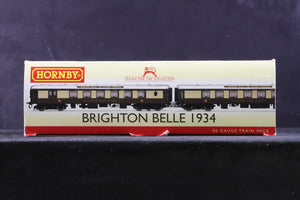 HORNBY
TRAINS FOR THE COLLECTOR
BRIGHTON BELLE 1934
00 GAUGE TRAIN PACK